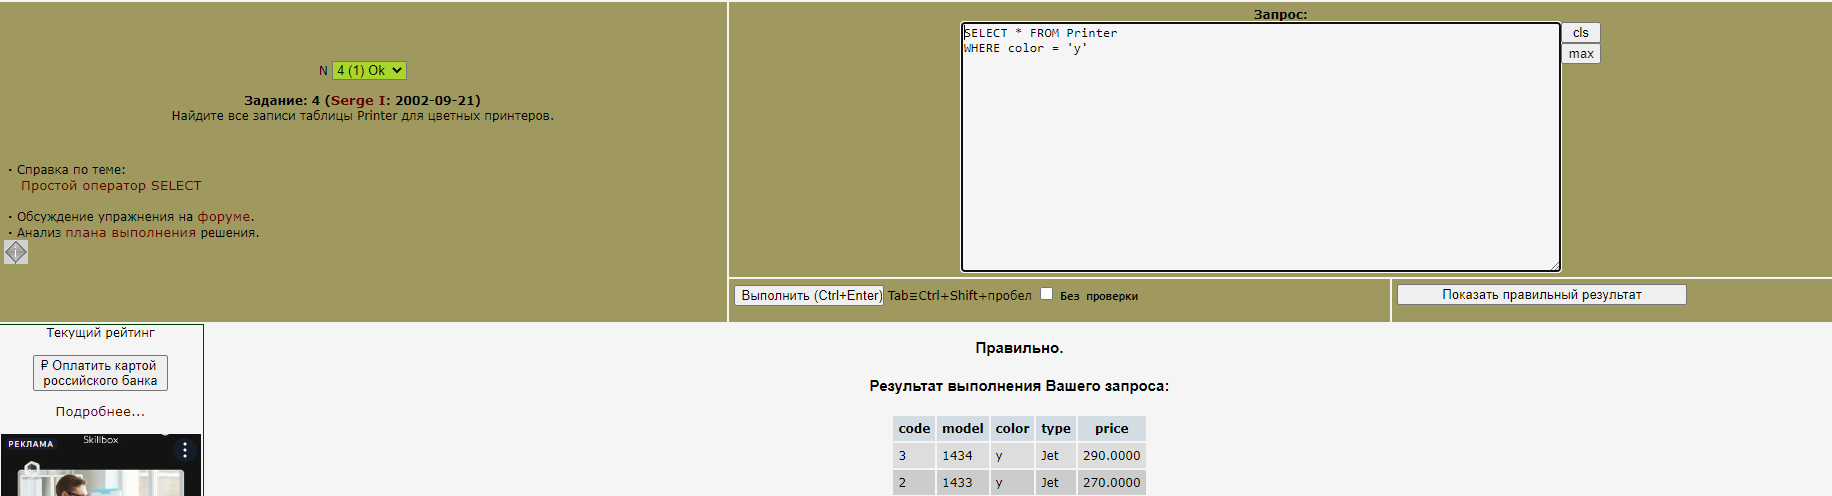 N 4 (1) Ok
Задание: 4 (Serge I: 2002-09-21)
Найдите все записи таблицы Printer для цветных принтеров.
· Справка по теме:
Простой оператор SELECT
· Обсуждение упражнения на форуме.
· Анализ плана выполнения решения.
Запрос:
SELECT * FROM Printer
WHERE color = 'y'
cls
max
Выполнить (Ctrl+Enter) Tab≡Ctrl+Shift+пробел Без проверки
Показать правильный результат
Текущий рейтинг
₽ Оплатить картой
российского банка
Подробнее...
РЕКЛАМА
Skillbox
Правильно.
Результат выполнения Вашего запроса:
code model color type price
3 1434 y Jet 290.0000
2 1433 y Jet 270.0000